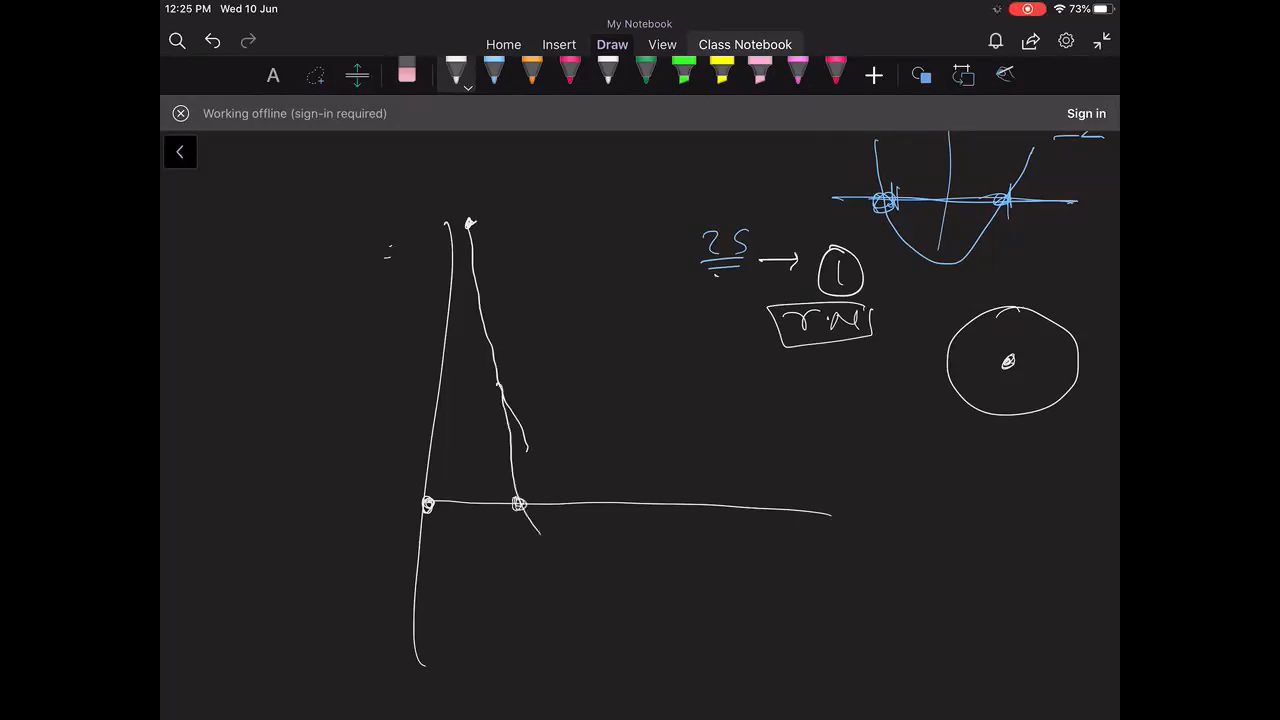 12:25 PM Wed 10 Jun
73%
My Notebook
Home Insert Draw View Class Notebook
A
Working offline (sign-in required)
Sign in
2S → 1